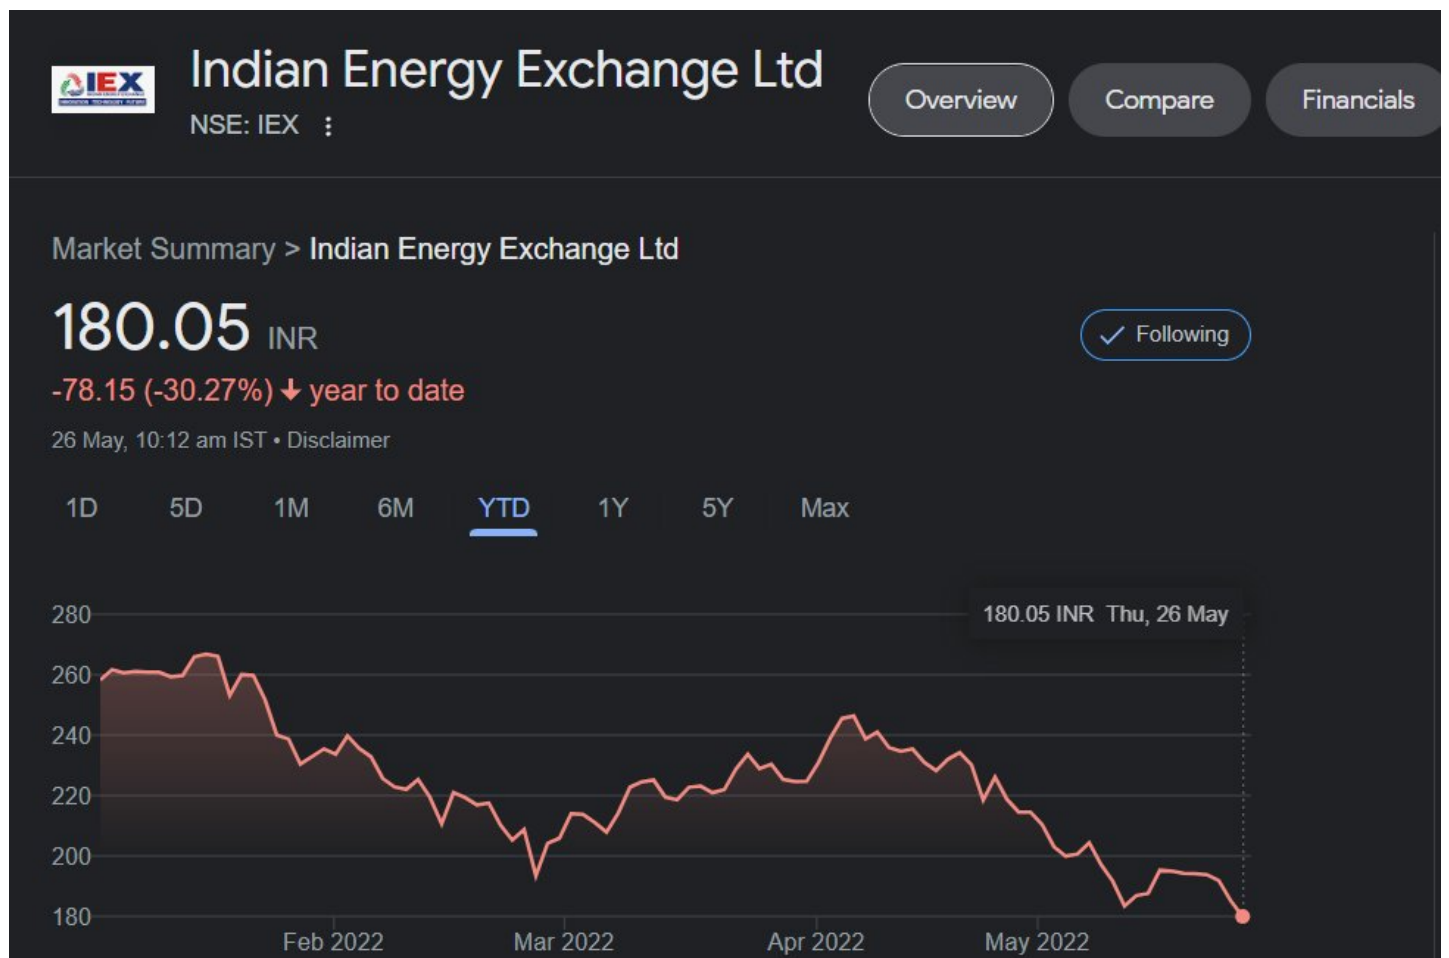 IEX
Indian Energy Exchange Ltd
NSE: IEX
Overview
Compare
Financials
Market Summary > Indian Energy Exchange Ltd
180.05 INR
Following
-78.15 (-30.27%) ↓ year to date
26 May, 10:12 am IST • Disclaimer
1D 5D 1M 6M YTD 1Y 5Y Max
180.05 INR Thu, 26 May
280
260
240
220
200
180
Feb 2022 Mar 2022 Apr 2022 May 2022